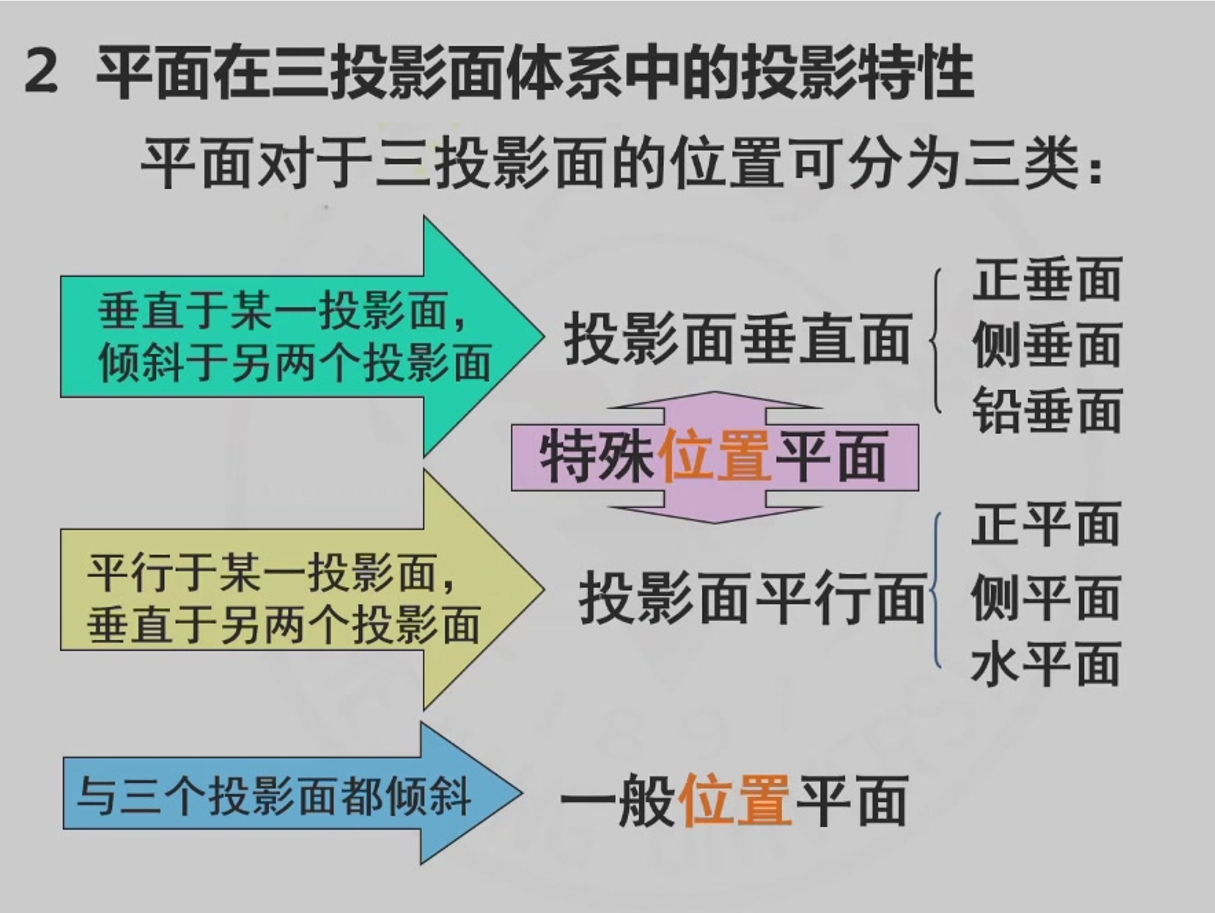 2 平面在三投影面体系中的投影特性
平面对于三投影面的位置可分为三类：
垂直于某一投影面，
倾斜于另两个投影面
投影面垂直面
正垂面
侧垂面
铅垂面
特殊位置平面
平行于某一投影面，
垂直于另两个投影面
投影面平行面
正平面
侧平面
水平面
与三个投影面都倾斜
一般位置平面